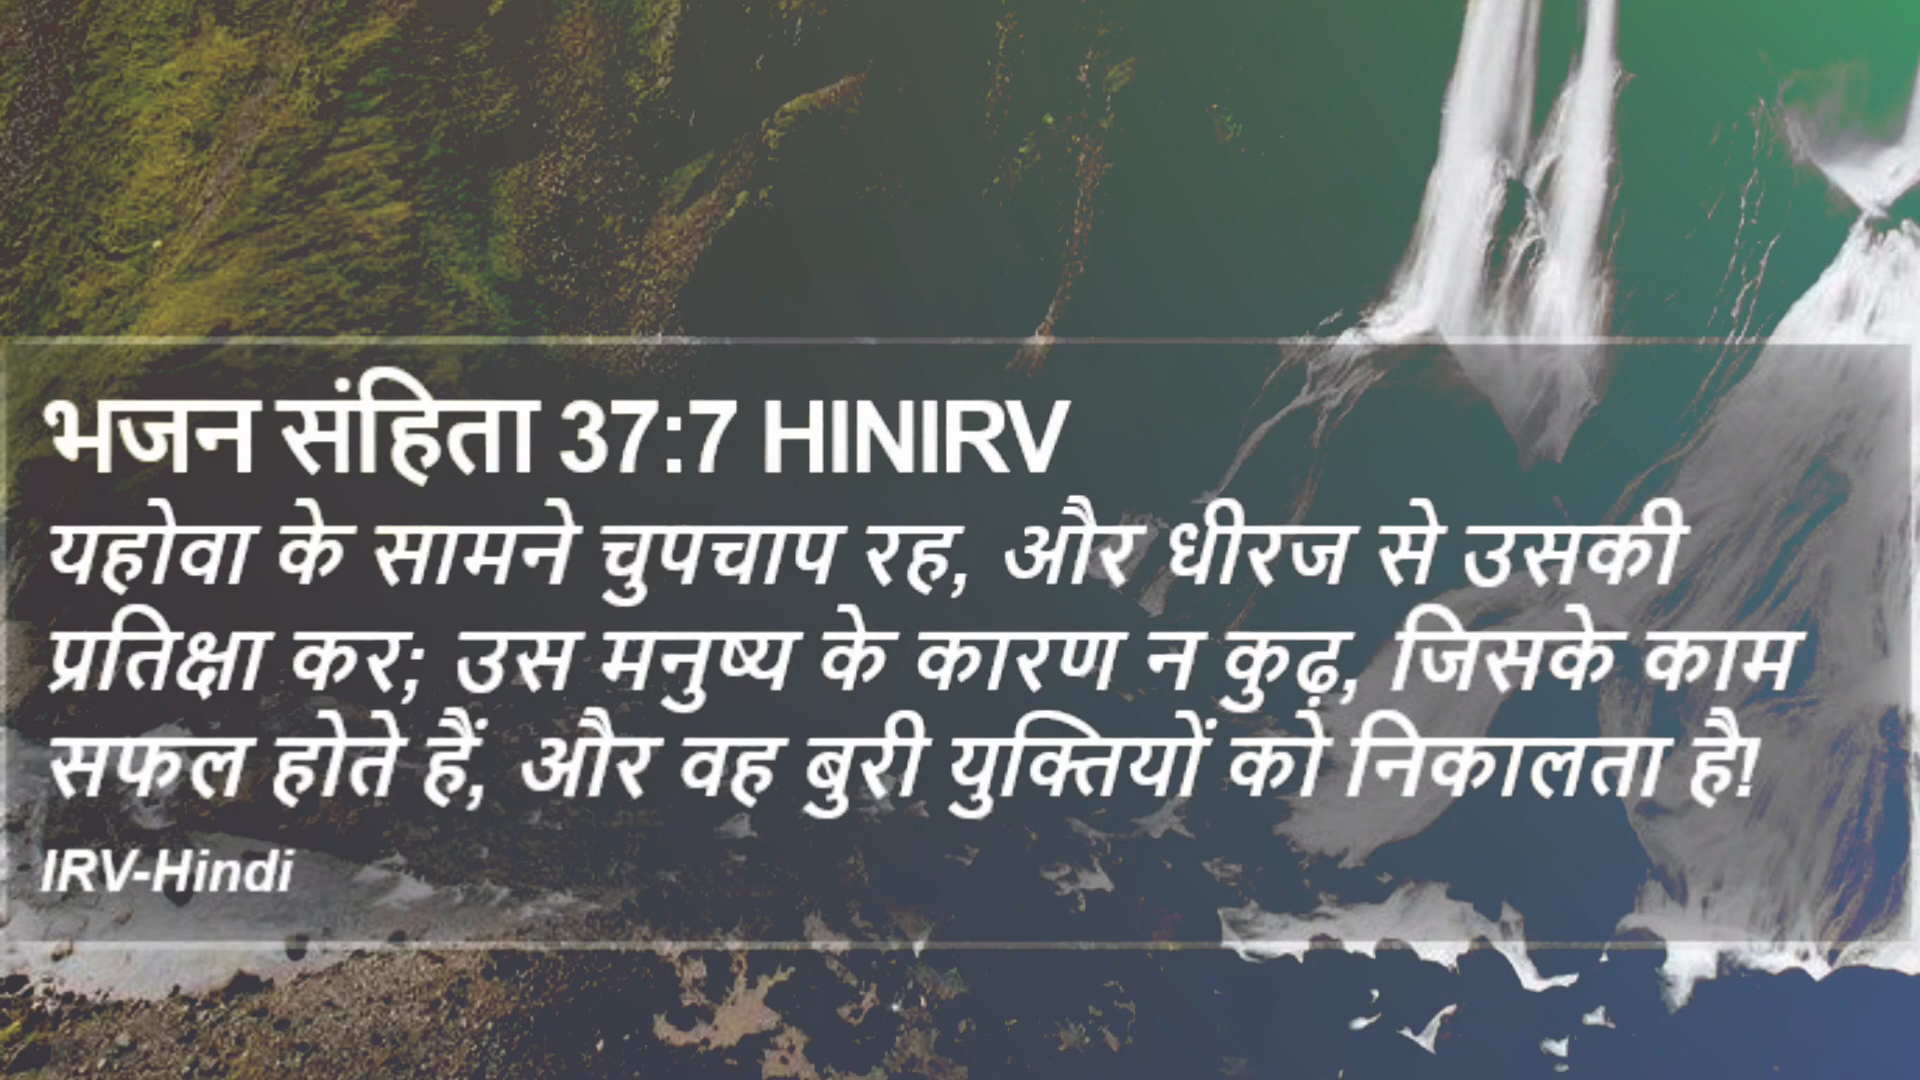 भजन संहिता 37:7 HINIRV
यहोवा के सामने चुपचाप रह, और धीरज से उसकी
प्रतिक्षा कर; उस मनुष्य के कारण न कुढ़, जिसके काम
सफल होते हैं, और वह बुरी युक्तियों को निकालता है!
IRV-Hindi